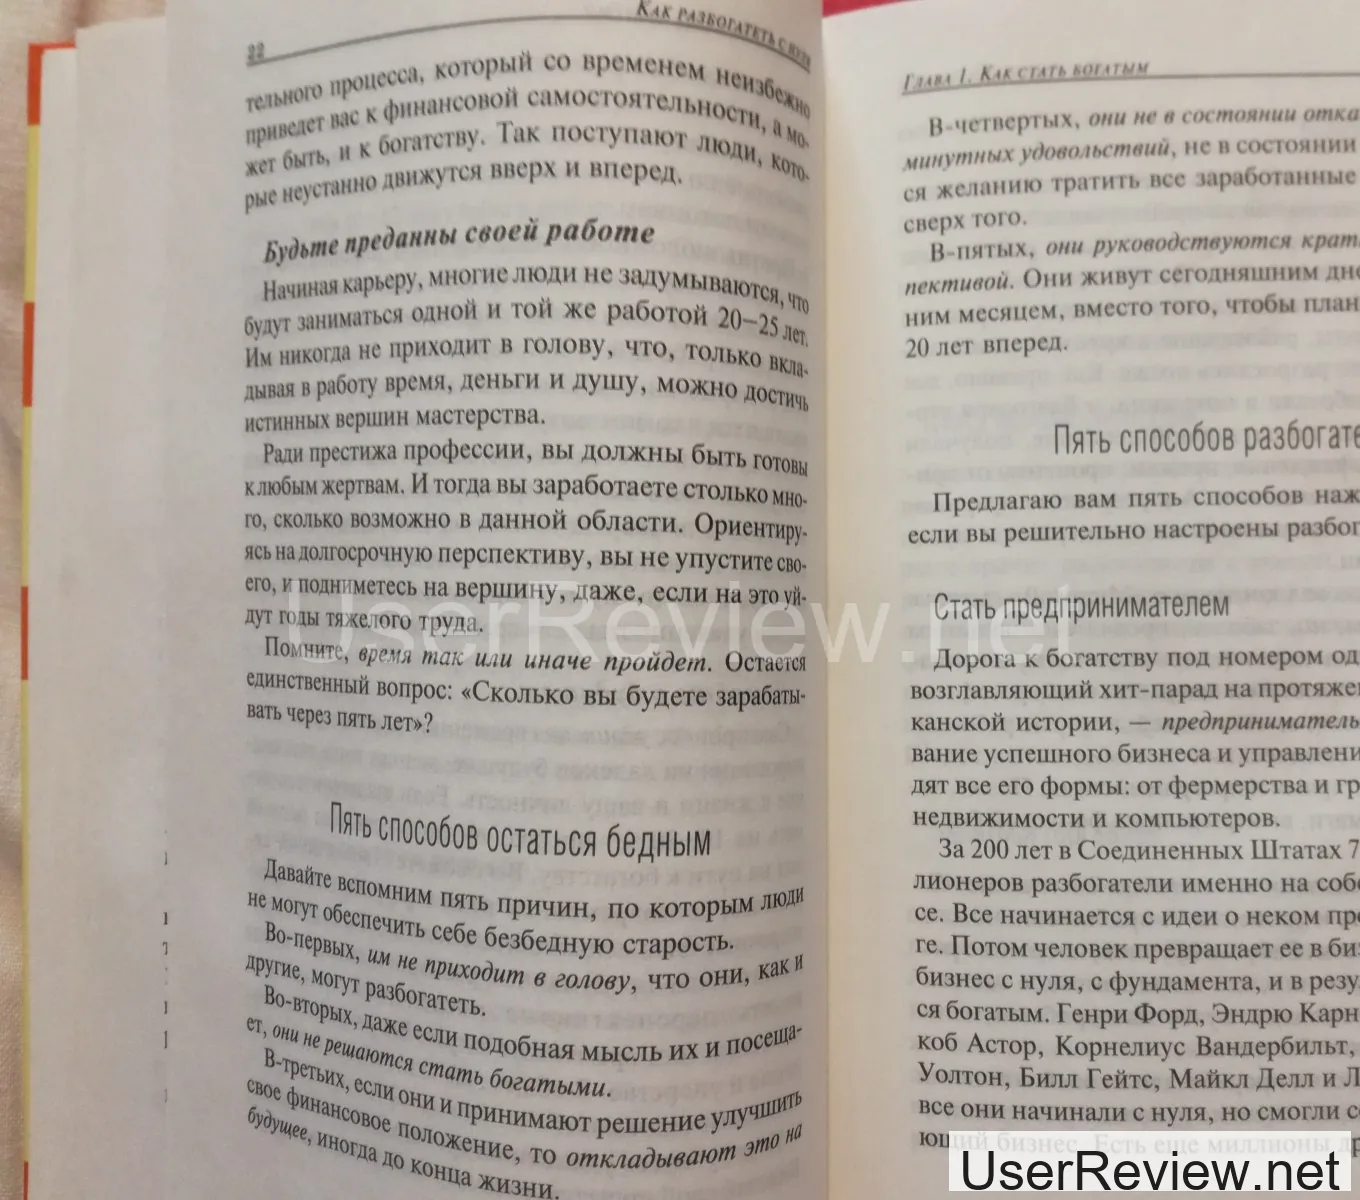 22
Как разбогатеть с нуля
тельного процесса, который со временем неизбежно
приведет вас к финансовой самостоятельности, а мо-
жет быть, и к богатству. Так поступают люди, кото-
рые неустанно движутся вверх и вперед.
Будьте преданны своей работе
Начиная карьеру, многие люди не задумываются, что
будут заниматься одной и той же работой 20–25 лет.
Им никогда не приходит в голову, что, только вкла-
дывая в работу время, деньги и душу, можно достичь
истинных вершин мастерства.
Ради престижа профессии, вы должны быть готовы
к любым жертвам. И тогда вы заработаете столько мно-
го, сколько возможно в данной области. Ориентиру-
ясь на долгосрочную перспективу, вы не упустите сво-
его, и подниметесь на вершину, даже, если на это уй-
дут годы тяжелого труда.
Помните, время так или иначе пройдет. Остается
единственный вопрос: «Сколько вы будете зарабаты-
вать через пять лет»?
Пять способов остаться бедным
Давайте вспомним пять причин, по которым люди
не могут обеспечить себе безбедную старость.
Во-первых, им не приходит в голову, что они, как и
другие, могут разбогатеть.
Во-вторых, даже если подобная мысль их и посеща-
ет, они не решаются стать богатыми.
В-третьих, если они и принимают решение улучшить
свое финансовое положение, то откладывают это на
будущее, иногда до конца жизни.
Глава 1. Как стать богатым
В-четвертых, они не в состоянии отка
минутных удовольствий, не в состоянии
ся желанию тратить все заработанные
сверх того.
В-пятых, они руководствуются крат
пективой. Они живут сегодняшним дне
ним месяцем, вместо того, чтобы план
20 лет вперед.
Пять способов разбогате
Предлагаю вам пять способов наж
если вы решительно настроены разбог
Стать предпринимателем
Дорога к богатству под номером од
возглавляющий хит-парад на протяже
канской истории, — предприниматель
вание успешного бизнеса и управлени
дят все его формы: от фермерства и гр
недвижимости и компьютеров.
За 200 лет в Соединенных Штатах 7
лионеров разбогатели именно на собс
се. Все начинается с идеи о неком про
ге. Потом человек превращает ее в биз
бизнес с нуля, с фундамента, и в резу
ся богатым. Генри Форд, Эндрю Карн
коб Астор, Корнелиус Вандербильт,
Уолтон, Билл Гейтс, Майкл Делл и Л
все они начинали с нуля, но смогли со
ющий бизнес. Есть еще миллионы др
UserReview.net
UserReview.net